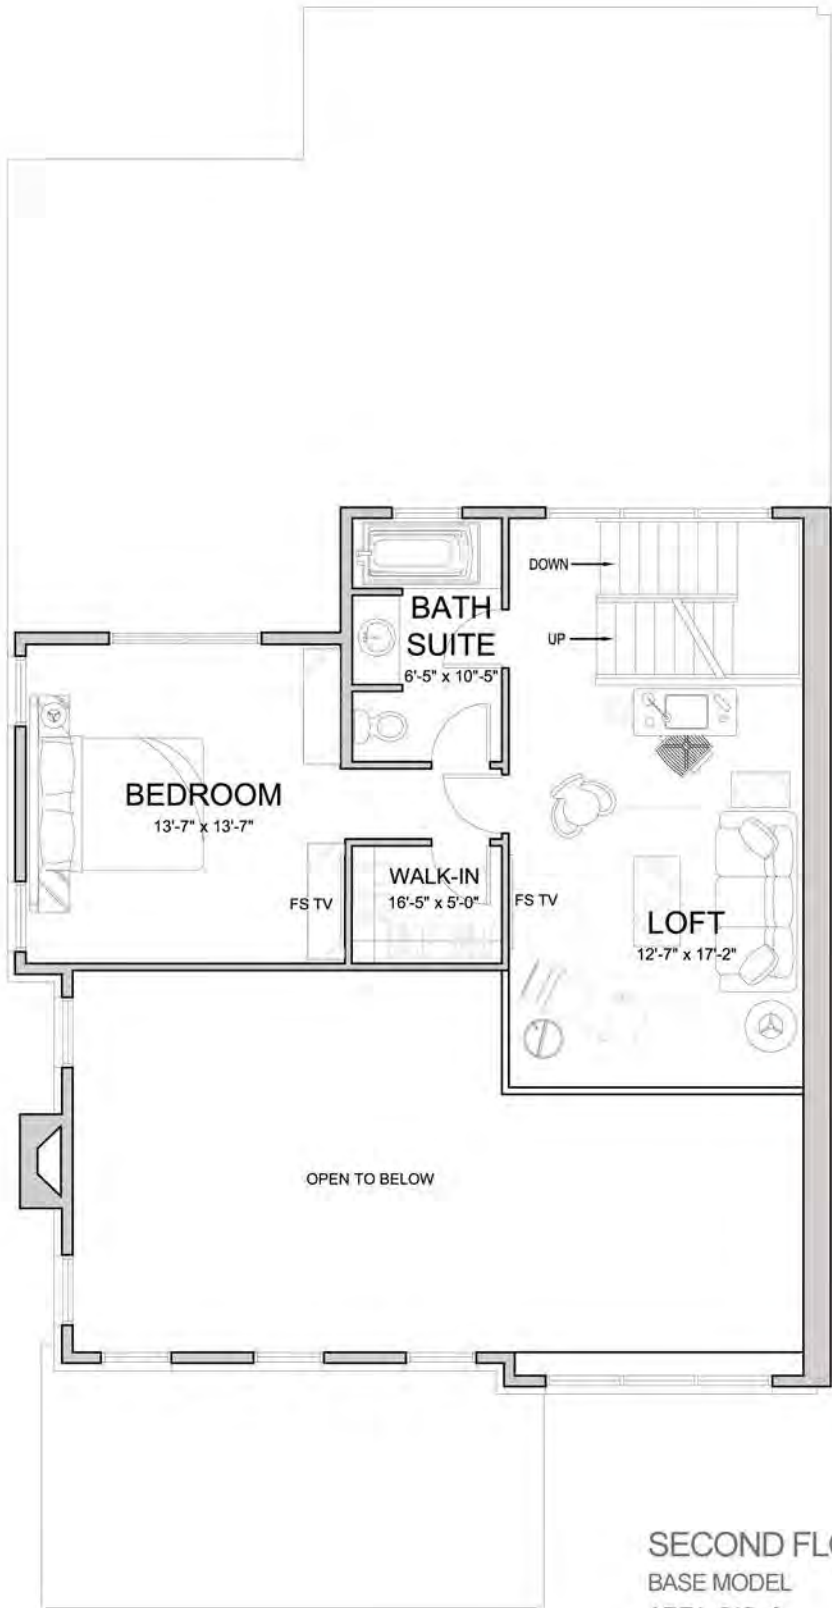 DOWN
UP
BATH
SUITE
6'-5" x 10'-5"
BEDROOM
13'-7" x 13'-7"
FS TV
WALK-IN
16'-5" x 5'-0"
FS TV
LOFT
12'-7" x 17'-2"
OPEN TO BELOW
SECOND
BASE MODEL